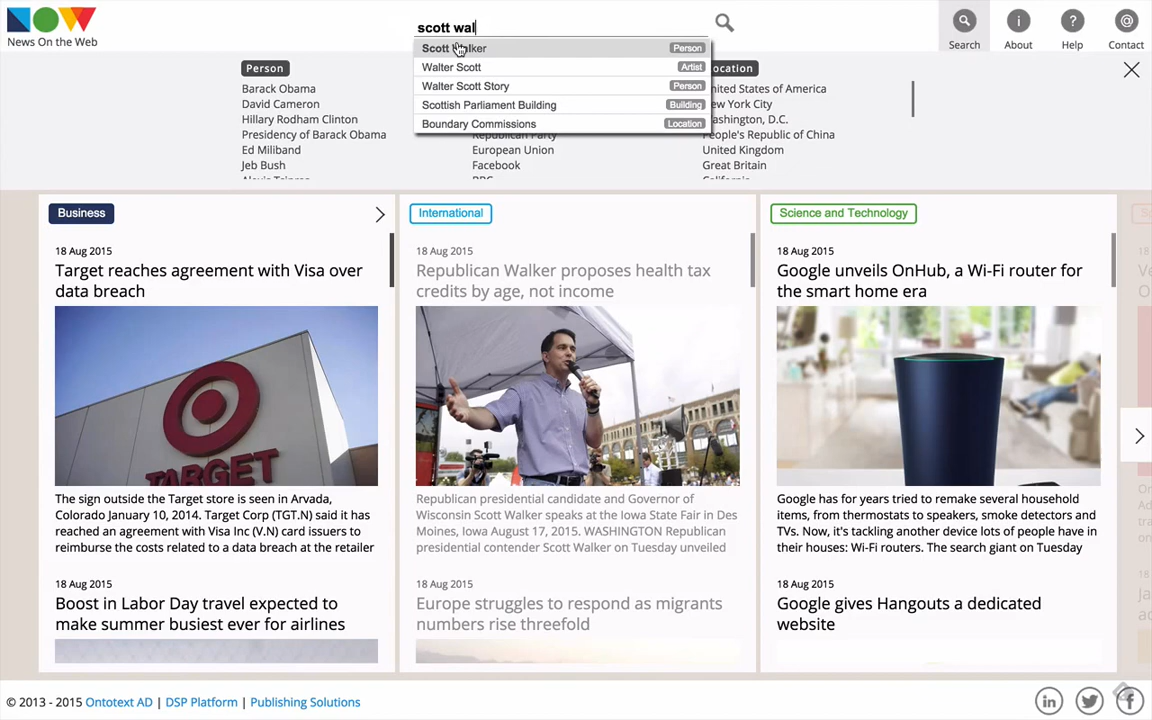 News On the Web
scott wal
Search
About
Help
Contact
Scott Walker Person
Walter Scott Artist
Walter Scott Story Person
Scottish Parliament Building Building
Boundary Commissions Location
Person
Barack Obama
David Cameron
Hillary Rodham Clinton
Presidency of Barack Obama
Ed Miliband
Jeb Bush
Republican Party
European Union
Facebook
United States of America
New York City
Washington, D.C.
People's Republic of China
United Kingdom
Great Britain
California
Business
18 Aug 2015
Target reaches agreement with Visa over
data breach
TARGET
The sign outside the Target store is seen in Arvada,
Colorado January 10, 2014. Target Corp (TGT.N) said it has
reached an agreement with Visa Inc (V.N) card issuers to
reimburse the costs related to a data breach at the retailer
18 Aug 2015
Boost in Labor Day travel expected to
make summer busiest ever for airlines
International
18 Aug 2015
Republican Walker proposes health tax
credits by age, not income
Republican presidential candidate and Governor of
Wisconsin Scott Walker speaks at the Iowa State Fair in Des
Moines, Iowa August 17, 2015. WASHINGTON Republican
presidential contender Scott Walker on Tuesday unveiled
18 Aug 2015
Europe struggles to respond as migrants
numbers rise threefold
Science and Technology
18 Aug 2015
Google unveils OnHub, a Wi-Fi router for
the smart home era
Google has for years tried to remake several household
items, from thermostats to speakers, smoke detectors and
TVs. Now, it's tackling another device lots of people have in
their houses: Wi-Fi routers. The search giant on Tuesday
18 Aug 2015
Google gives Hangouts a dedicated
website
© 2013 - 2015 Ontotext AD | DSP Platform | Publishing Solutions